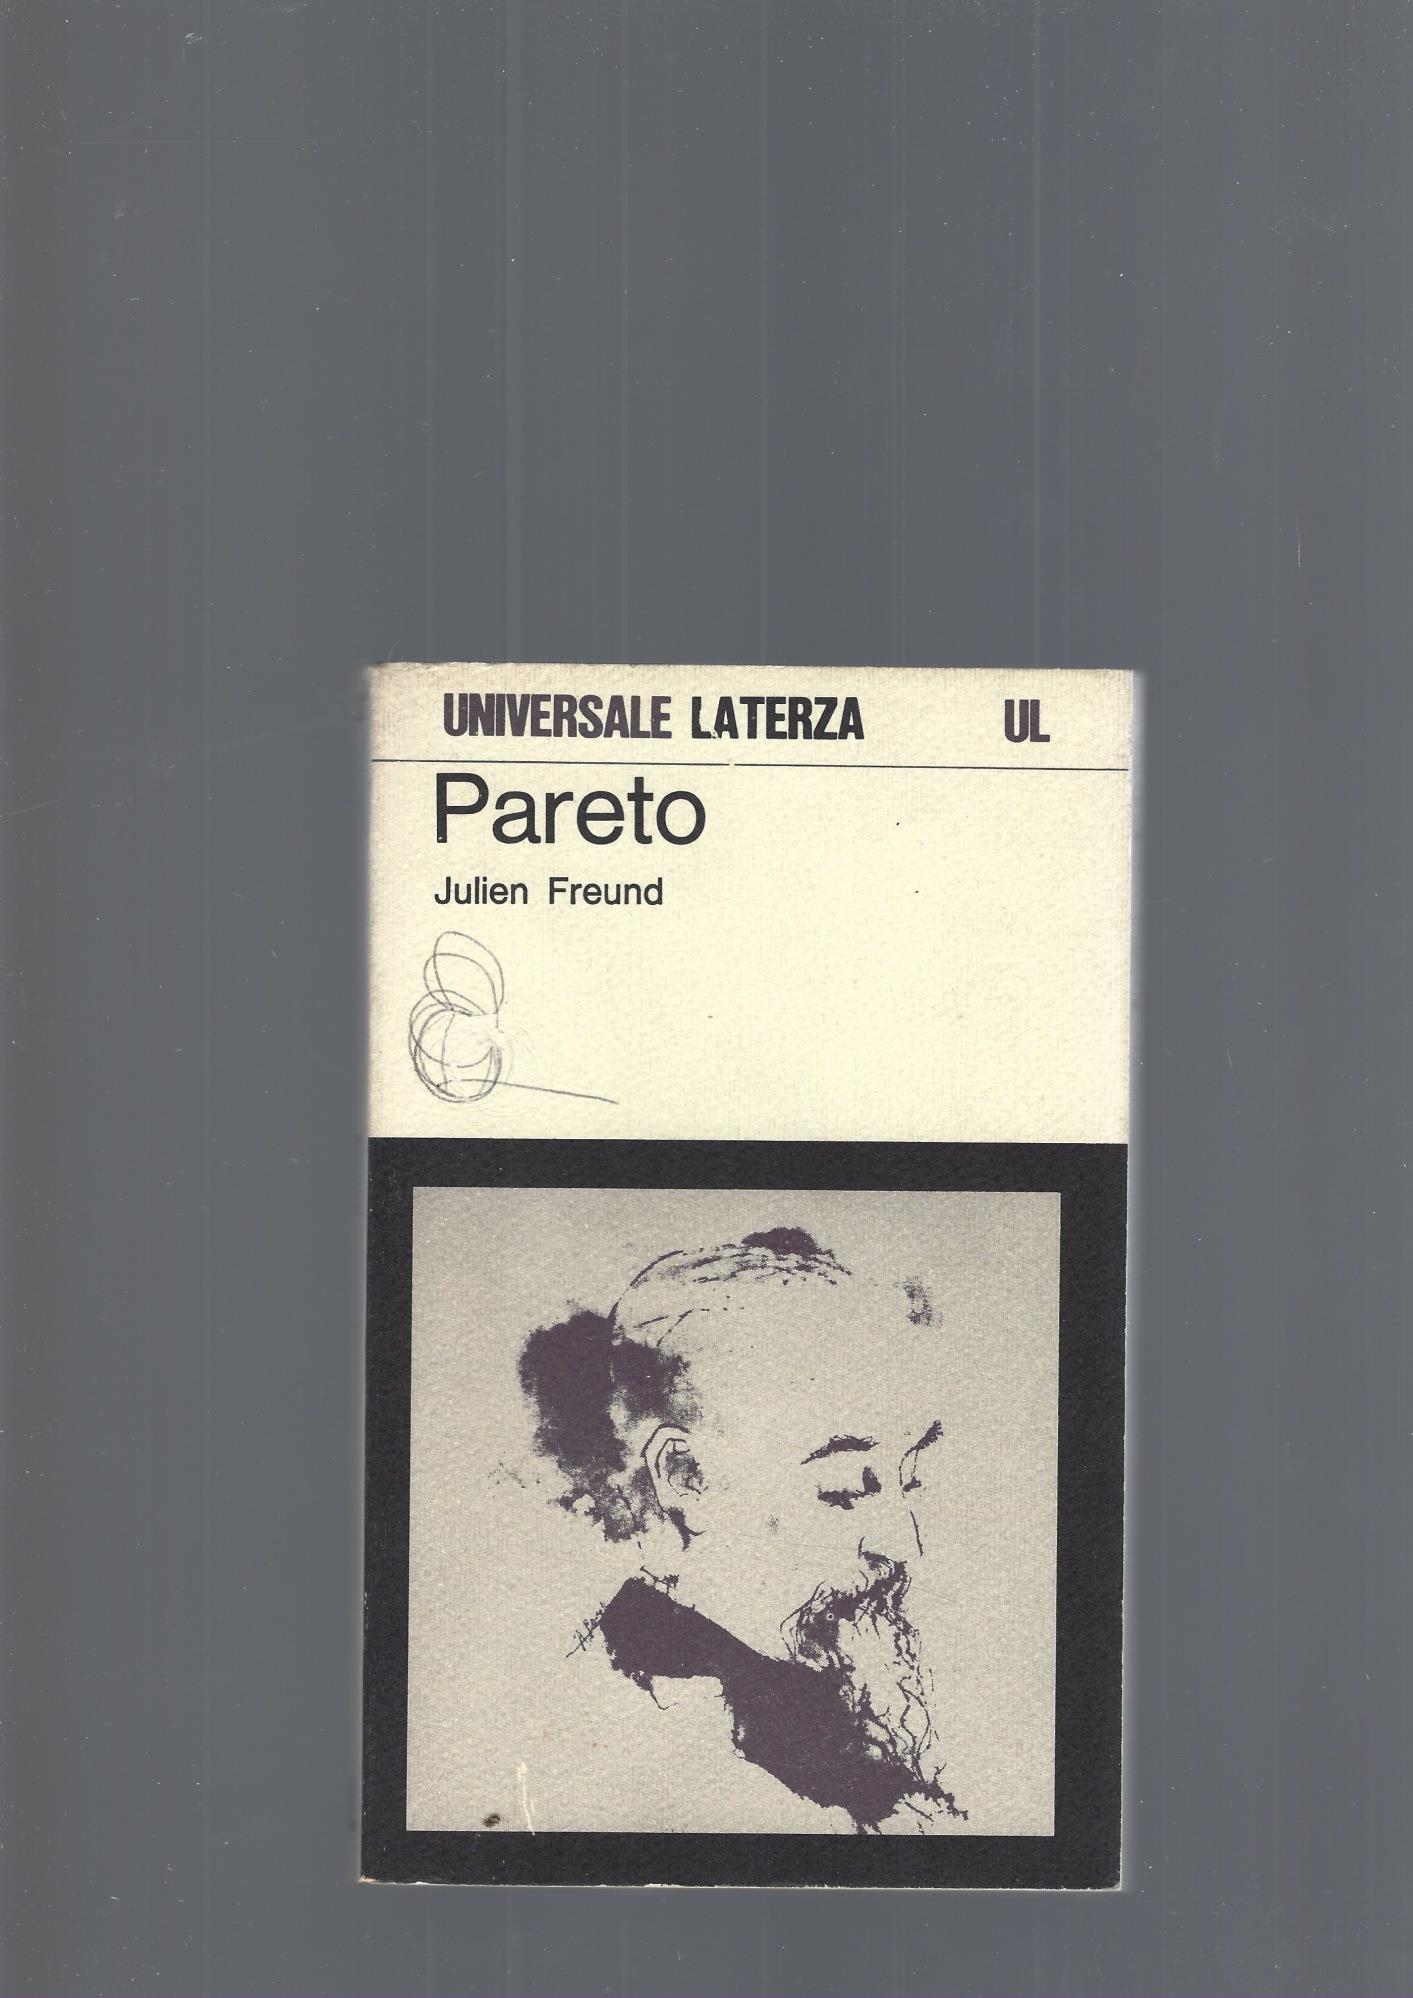 UNIVERSALE LATERZA UL
Pareto
Julien Freund